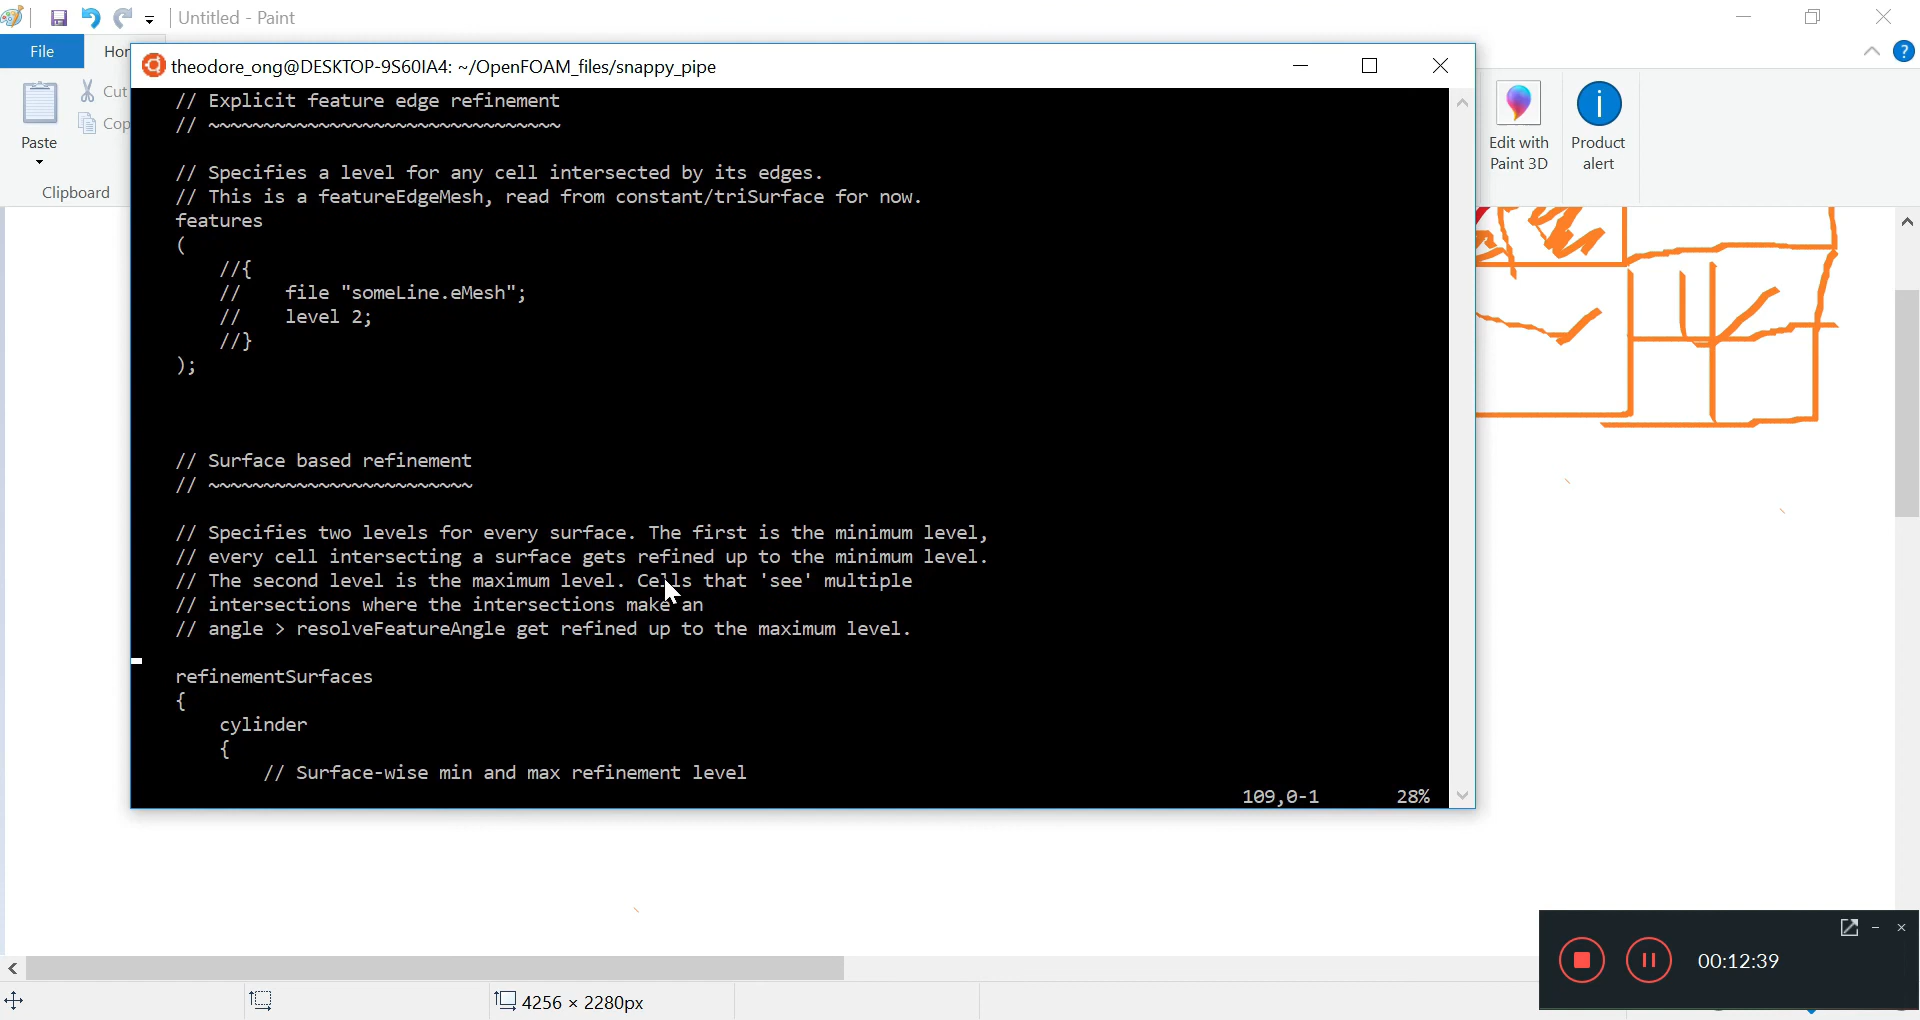 Untitled - Paint
File
Hor
theodore_ong@DESKTOP-9S60IA4: ~/OpenFOAM_files/snappy_pipe
Cut
Cop
Paste
Clipboard
Edit with
Paint 3D
Product
alert
// Explicit feature edge refinement
// ~~~~~~~~~~~~~~~~~~~~~~~~~~~~~~~~
// Specifies a level for any cell intersected by its edges.
// This is a featureEdgeMesh, read from constant/triSurface for now.
features
(
//{
//    file "someLine.eMesh";
//    level 2;
//}
);
// Surface based refinement
// ~~~~~~~~~~~~~~~~~~~~~~~~
// Specifies two levels for every surface. The first is the minimum level,
// every cell intersecting a surface gets refined up to the minimum level.
// The second level is the maximum level. Cells that 'see' multiple
// intersections where the intersections make an
// angle > resolveFeatureAngle get refined up to the maximum level.
refinementSurfaces
{
cylinder
{
// Surface-wise min and max refinement level
109,0-1 28%
00:12:39
4256 × 2280px